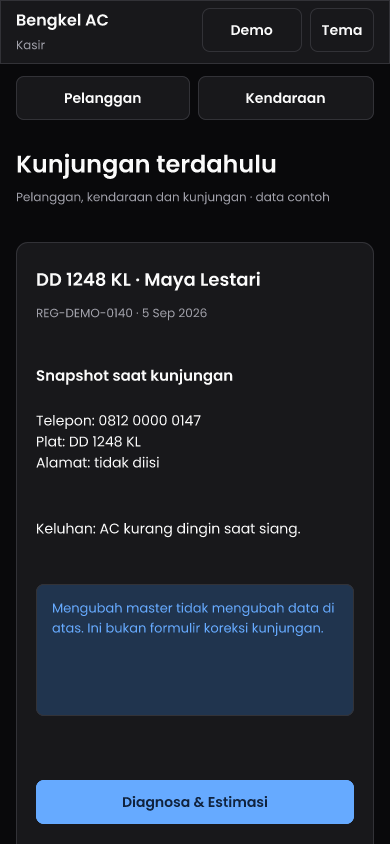 Bengkel AC
Kasir
Demo
Tema
Pelanggan
Kendaraan
Kunjungan terdahulu
Pelanggan, kendaraan dan kunjungan · data contoh
DD 1248 KL · Maya Lestari
REG-DEMO-0140 · 5 Sep 2026
Snapshot saat kunjungan
Telepon: 0812 0000 0147
Plat: DD 1248 KL
Alamat: tidak diisi
Keluhan: AC kurang dingin saat siang.
Mengubah master tidak mengubah data di
atas. Ini bukan formulir koreksi kunjungan.
Diagnosa & Estimasi